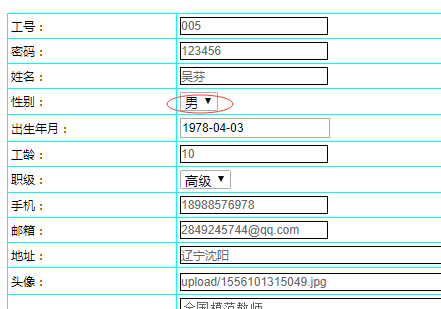 工号： 005
密码： 123456
姓名： 吴芬
性别： 男
出生年月： 1978-04-03
工龄： 10
职级： 高级
手机： 18988576978
邮箱： 2849245744@qq.com
地址： 辽宁沈阳
头像： upload/1556101315049.jpg
全国模范教师